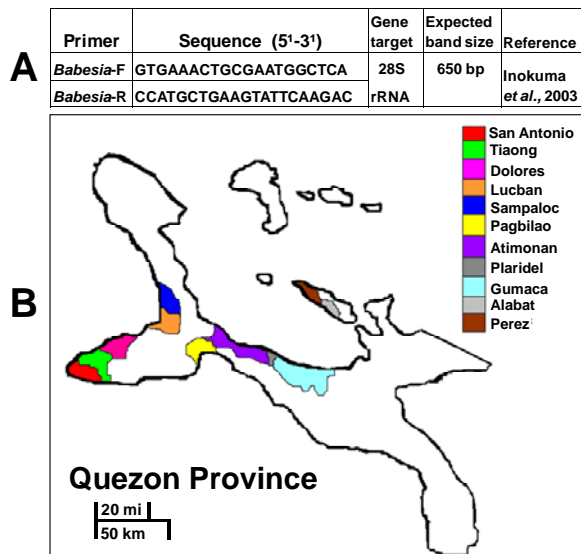 A
Primer Sequence (5¹-3¹) Gene target Expected band size Reference
Babesia-F GTGAAACTGCGAATGGCTCA 28S rRNA 650 bp Inokuma et al., 2003
Babesia-R CCATGCTGAAGTATTCAAGAC
B
San Antonio
Tiaong
Dolores
Lucban
Sampaloc
Pagbilao
Atimonan
Plaridel
Gumaca
Alabat
Perez
Quezon Province
20 mi
50 km